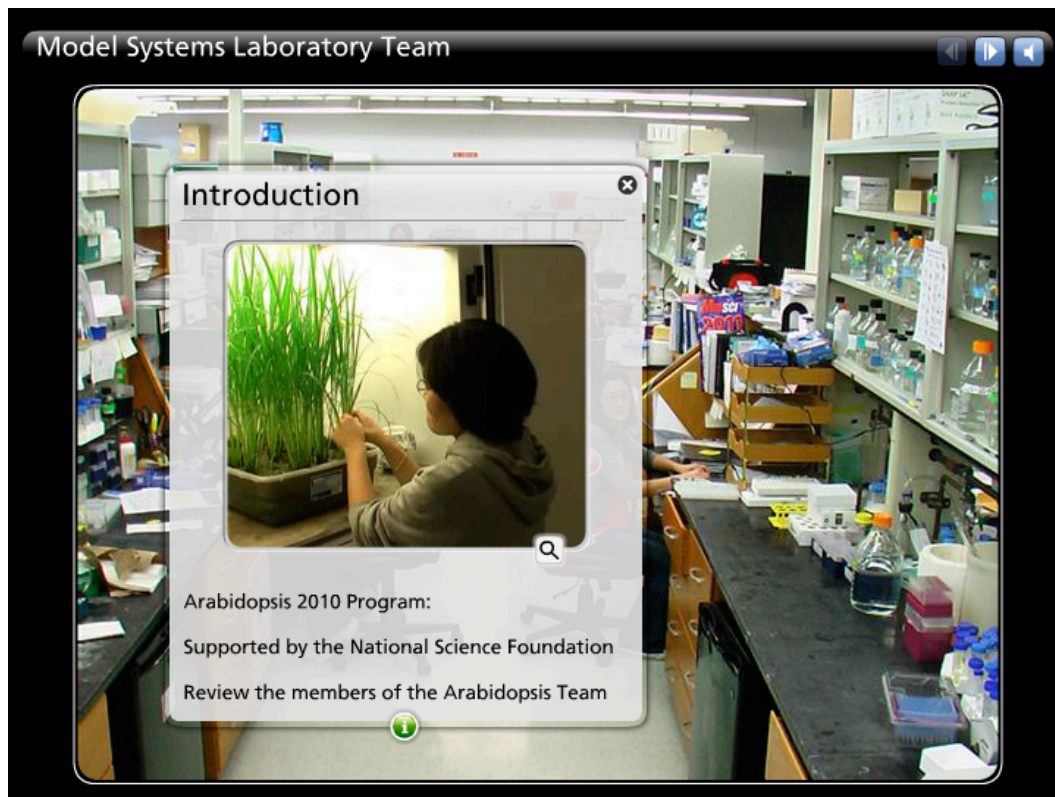 Model Systems Laboratory Team
Introduction
Arabidopsis 2010 Program:
Supported by the National Science Foundation
Review the members of the Arabidopsis Team
2011